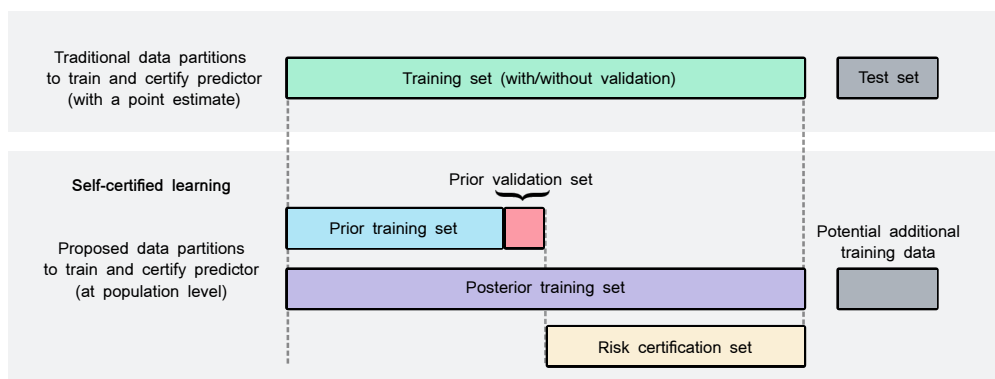 Traditional data partitions
to train and certify predictor
(with a point estimate)
Training set (with/without validation)
Test set
Self-certified learning
Prior validation set
Prior training set
Proposed data partitions
to train and certify predictor
(at population level)
Potential additional
training data
Posterior training set
Risk certification set